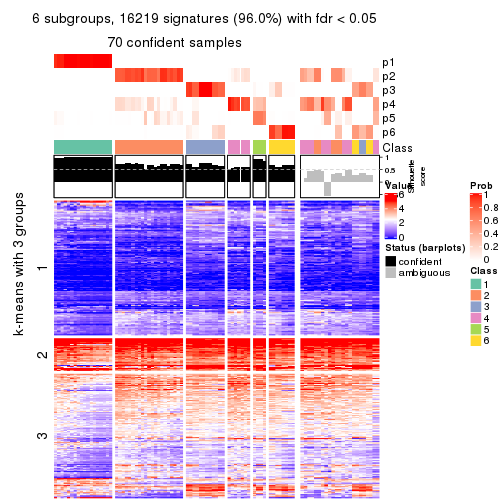 6 subgroups, 16219 signatures (96.0%) with fdr < 0.05
70 confident samples
p1
p2
p3
p4
p5
p6
Class
1
0.5
0
Silhouette
score
k-means with 3 groups
1
2
3
Value
6
4
2
0
Status (barplots)
confident
ambiguous
Prob
1
0.8
0.6
0.4
0.2
0
Class
1
2
3
4
5
6